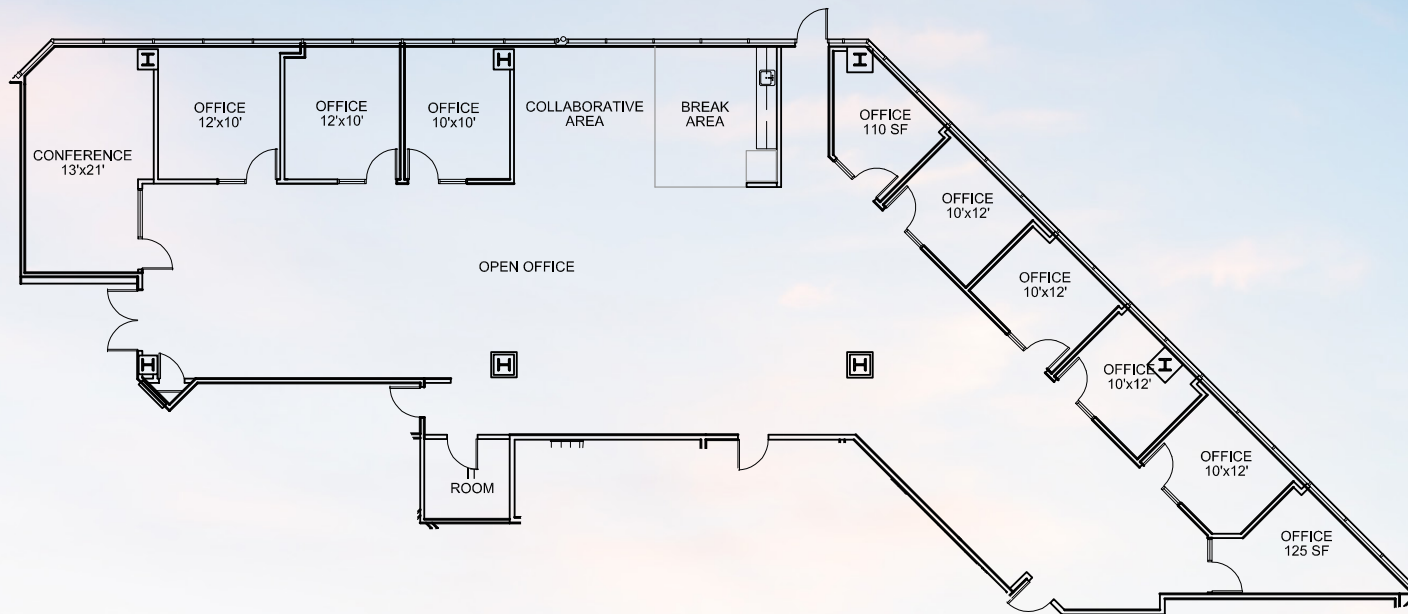 CONFERENCE
13'x21'
OFFICE
12'x10'
OFFICE
12'x10'
OFFICE
10'x10'
COLLABORATIVE
AREA
BREAK
AREA
OFFICE
110 SF
OFFICE
10'x12'
OFFICE
10'x12'
OFFICE
10'x12'
OFFICE
10'x12'
OFFICE
125 SF
OPEN OFFICE
ROOM